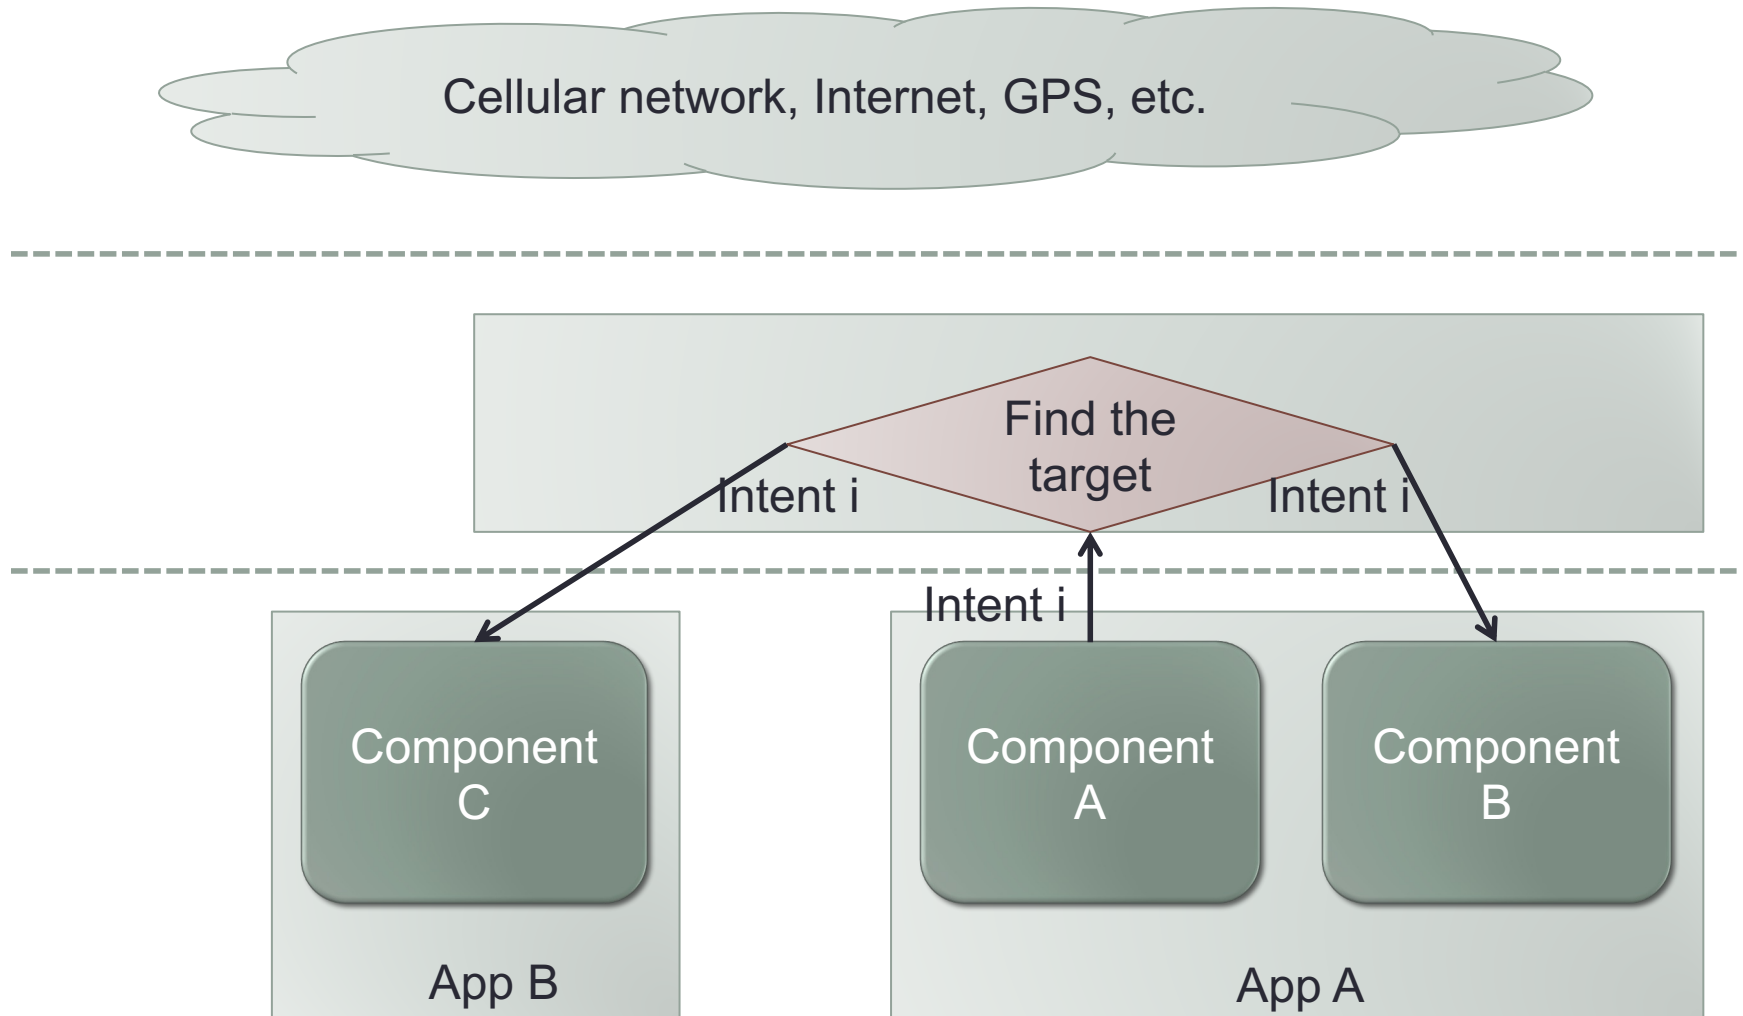 Cellular network, Internet, GPS, etc.
Find the
target
Intent i
Intent i
Intent i
Component
C
Component
A
Component
B
App B
App A